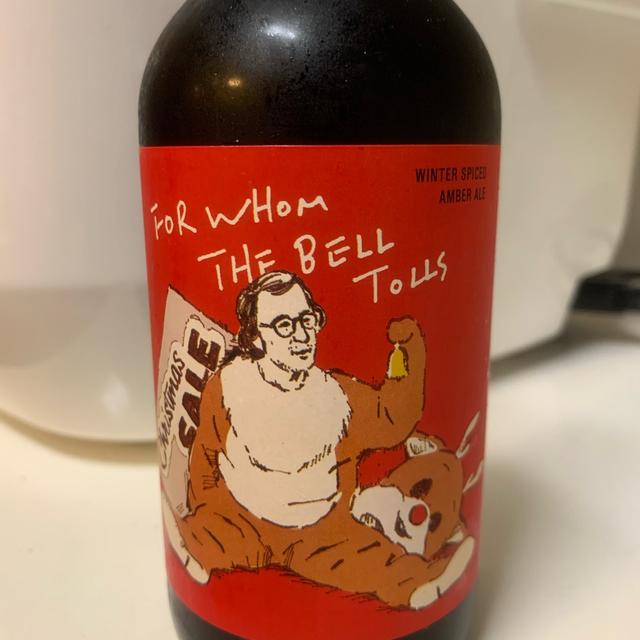 WINTER SPICED
AMBER ALE
FOR WHOM
THE BELL
TOLLS
CHRISTMAS
SALE